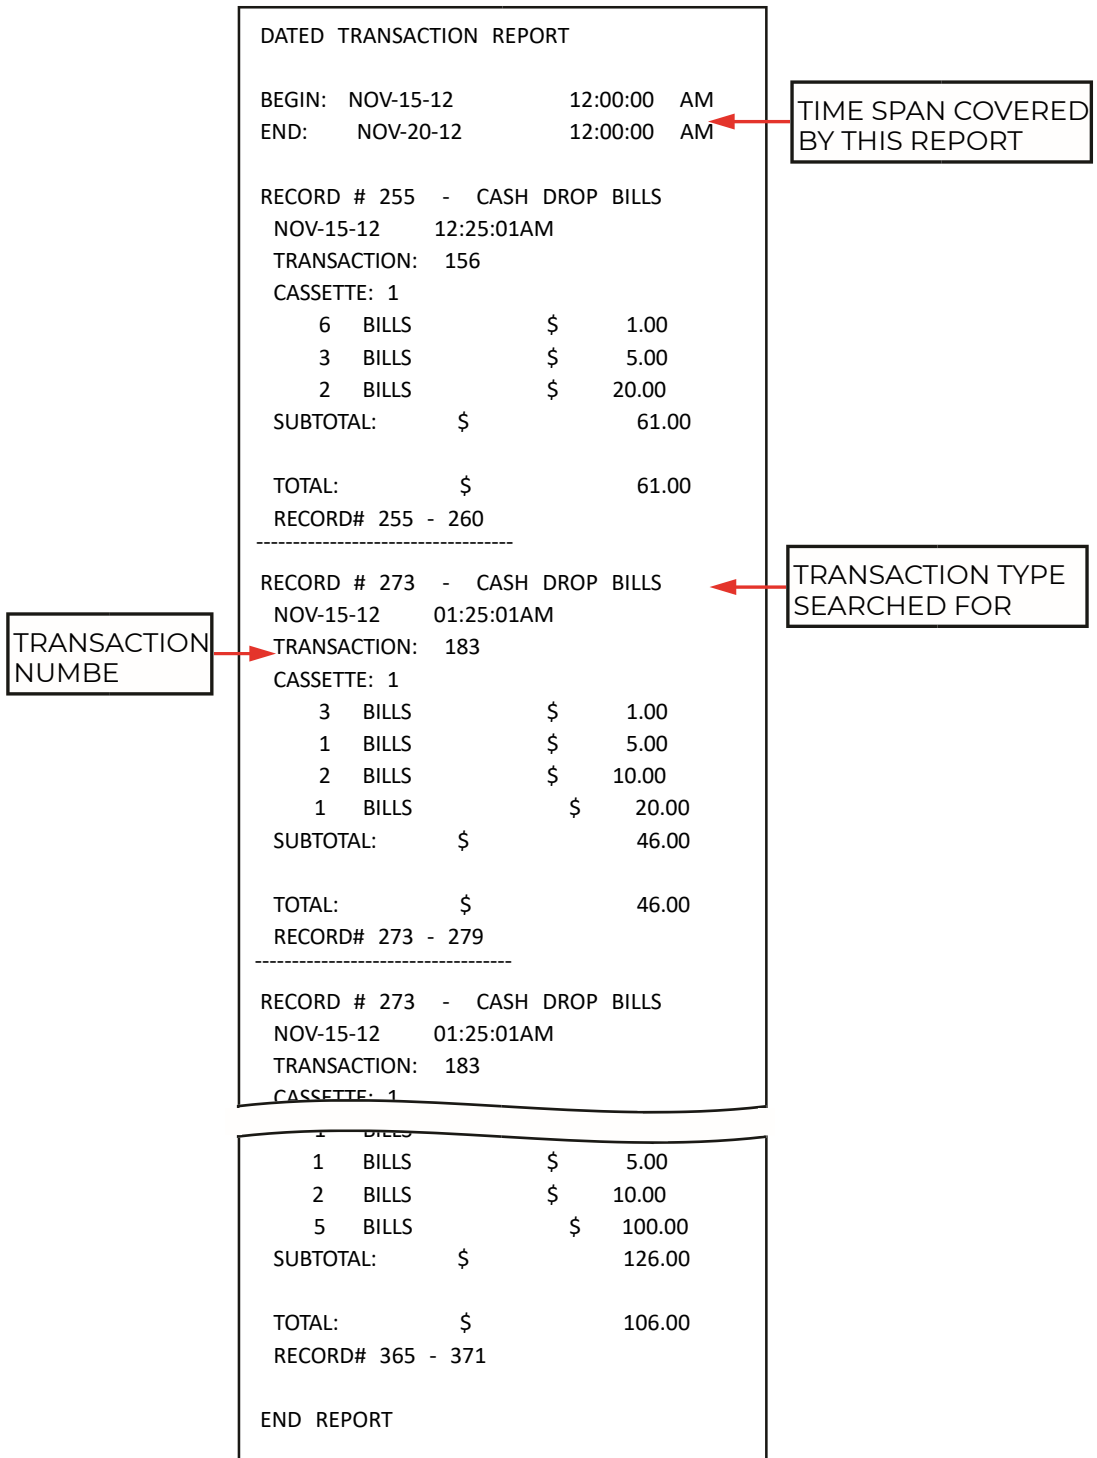 DATED TRANSACTION REPORT
BEGIN: NOV-15-12 12:00:00 AM
END: NOV-20-12 12:00:00 AM
TIME SPAN COVERED
BY THIS REPORT
RECORD # 255 - CASH DROP BILLS
NOV-15-12 12:25:01AM
TRANSACTION: 156
CASSETTE: 1
6 BILLS $ 1.00
3 BILLS $ 5.00
2 BILLS $ 20.00
SUBTOTAL: $ 61.00
TOTAL: $ 61.00
RECORD# 255 - 260
-----------------------------------
RECORD # 273 - CASH DROP BILLS
TRANSACTION TYPE
SEARCHED FOR
NOV-15-12 01:25:01AM
TRANSACTION: 183
TRANSACTION
NUMBE
CASSETTE: 1
3 BILLS $ 1.00
1 BILLS $ 5.00
2 BILLS $ 10.00
1 BILLS $ 20.00
SUBTOTAL: $ 46.00
TOTAL: $ 46.00
RECORD# 273 - 279
-----------------------------------
RECORD # 273 - CASH DROP BILLS
NOV-15-12 01:25:01AM
TRANSACTION: 183
CASSETTE: 1
1 BILLS
1 BILLS $ 5.00
2 BILLS $ 10.00
5 BILLS $ 100.00
SUBTOTAL: $ 126.00
TOTAL: $ 106.00
RECORD# 365 - 371
END REPORT